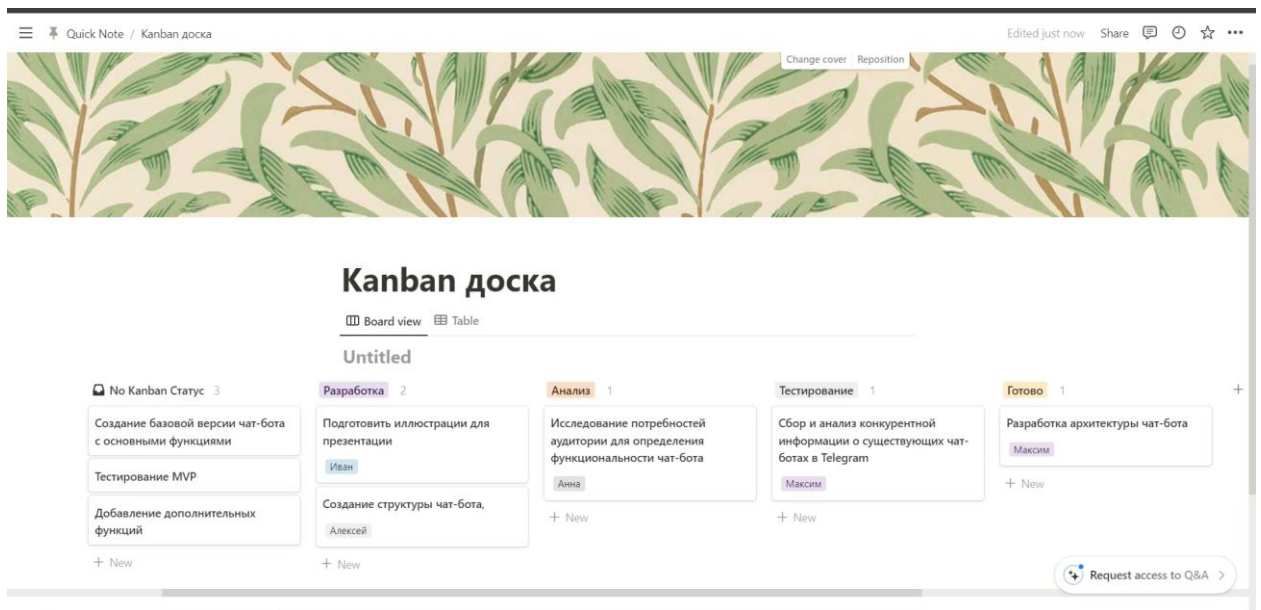 Quick Note / Kanban доска
Edited just now Share
Change cover Reposition
Kanban доска
Board view Table
Untitled
No Kanban Статус 3
Создание базовой версии чат-бота
с основными функциями
Тестирование MVP
Добавление дополнительных
функций
+ New
Разработка 2
Подготовить иллюстрации для
презентации
Иван
Создание структуры чат-бота,
Алексей
+ New
Анализ 1
Исследование потребностей
аудитории для определения
функциональности чат-бота
Анна
+ New
Тестирование 1
Сбор и анализ конкурентной
информации о существующих чат-
ботах в Telegram
Максим
+ New
Готово 1
Разработка архитектуры чат-бота
Максим
+ New
Request access to Q&A